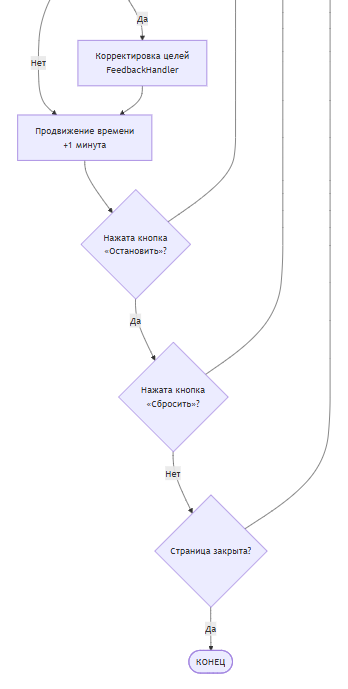 Да
Корректировка целей
FeedbackHandler
Нет
Продвижение времени
+1 минута
Нажата кнопка
«Остановить»?
Да
Нажата кнопка
«Сбросить»?
Нет
Страница закрыта?
Да
КОНЕЦ